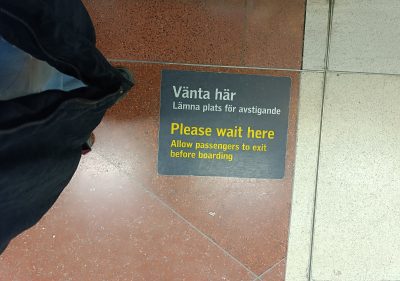 Vänta här
Lämna plats för avstigande
Please wait here
Allow passengers to exit
before boarding